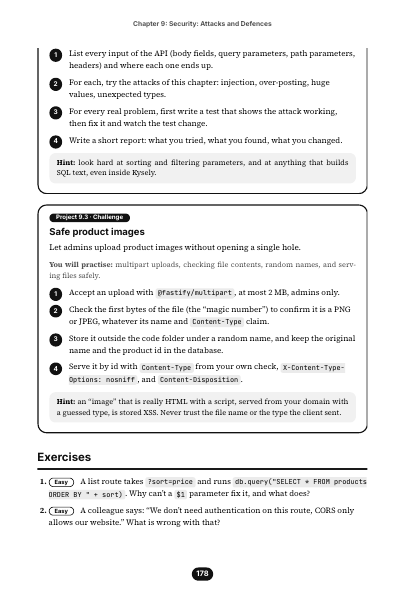 Chapter 9: Security: Attacks and Defences
1 List every input of the API (body fields, query parameters, path parameters,
headers) and where each one ends up.
2 For each, try the attacks of this chapter: injection, over-posting, huge
values, unexpected types.
3 For every real problem, first write a test that shows the attack working,
then fix it and watch the test change.
4 Write a short report: what you tried, what you found, what you changed.
Hint: look hard at sorting and filtering parameters, and at anything that builds
SQL text, even inside Kysely.
Project 9.3 · Challenge
Safe product images
Let admins upload product images without opening a single hole.
You will practise: multipart uploads, checking file contents, random names, and serv-
ing files safely.
1 Accept an upload with @fastify/multipart, at most 2 MB, admins only.
2 Check the first bytes of the file (the “magic number”) to confirm it is a PNG
or JPEG, whatever its name and Content-Type claim.
3 Store it outside the code folder under a random name, and keep the original
name and the product id in the database.
4 Serve it by id with Content-Type from your own check, X-Content-Type-
Options: nosniff, and Content-Disposition.
Hint: an “image” that is really HTML with a script, served from your domain with
a guessed type, is stored XSS. Never trust the file name or the type the client sent.
Exercises
1. Easy A list route takes ?sort=price and runs db.query("SELECT * FROM products
ORDER BY " + sort). Why can’t a $1 parameter fix it, and what does?
2. Easy A colleague says: “We don’t need authentication on this route, CORS only
allows our website.” What is wrong with that?
178